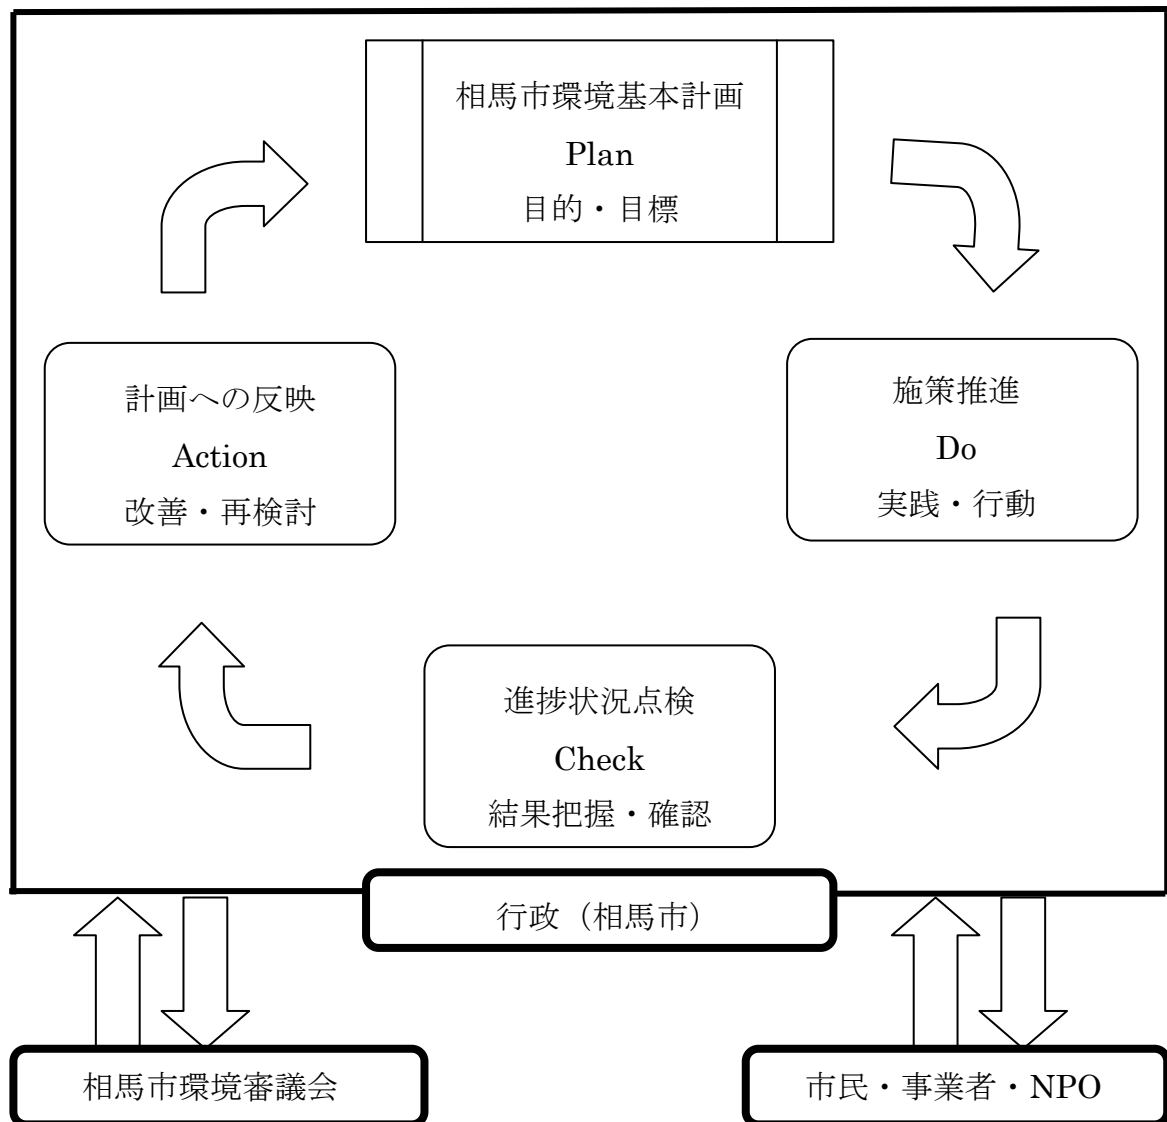 相馬市環境基本計画
Plan
目的・目標
計画への反映
Action
改善・再検討
施策推進
Do
実践・行動
進捗状況点検
Check
結果把握・確認
行政（相馬市）
相馬市環境審議会
市民・事業者・NPO